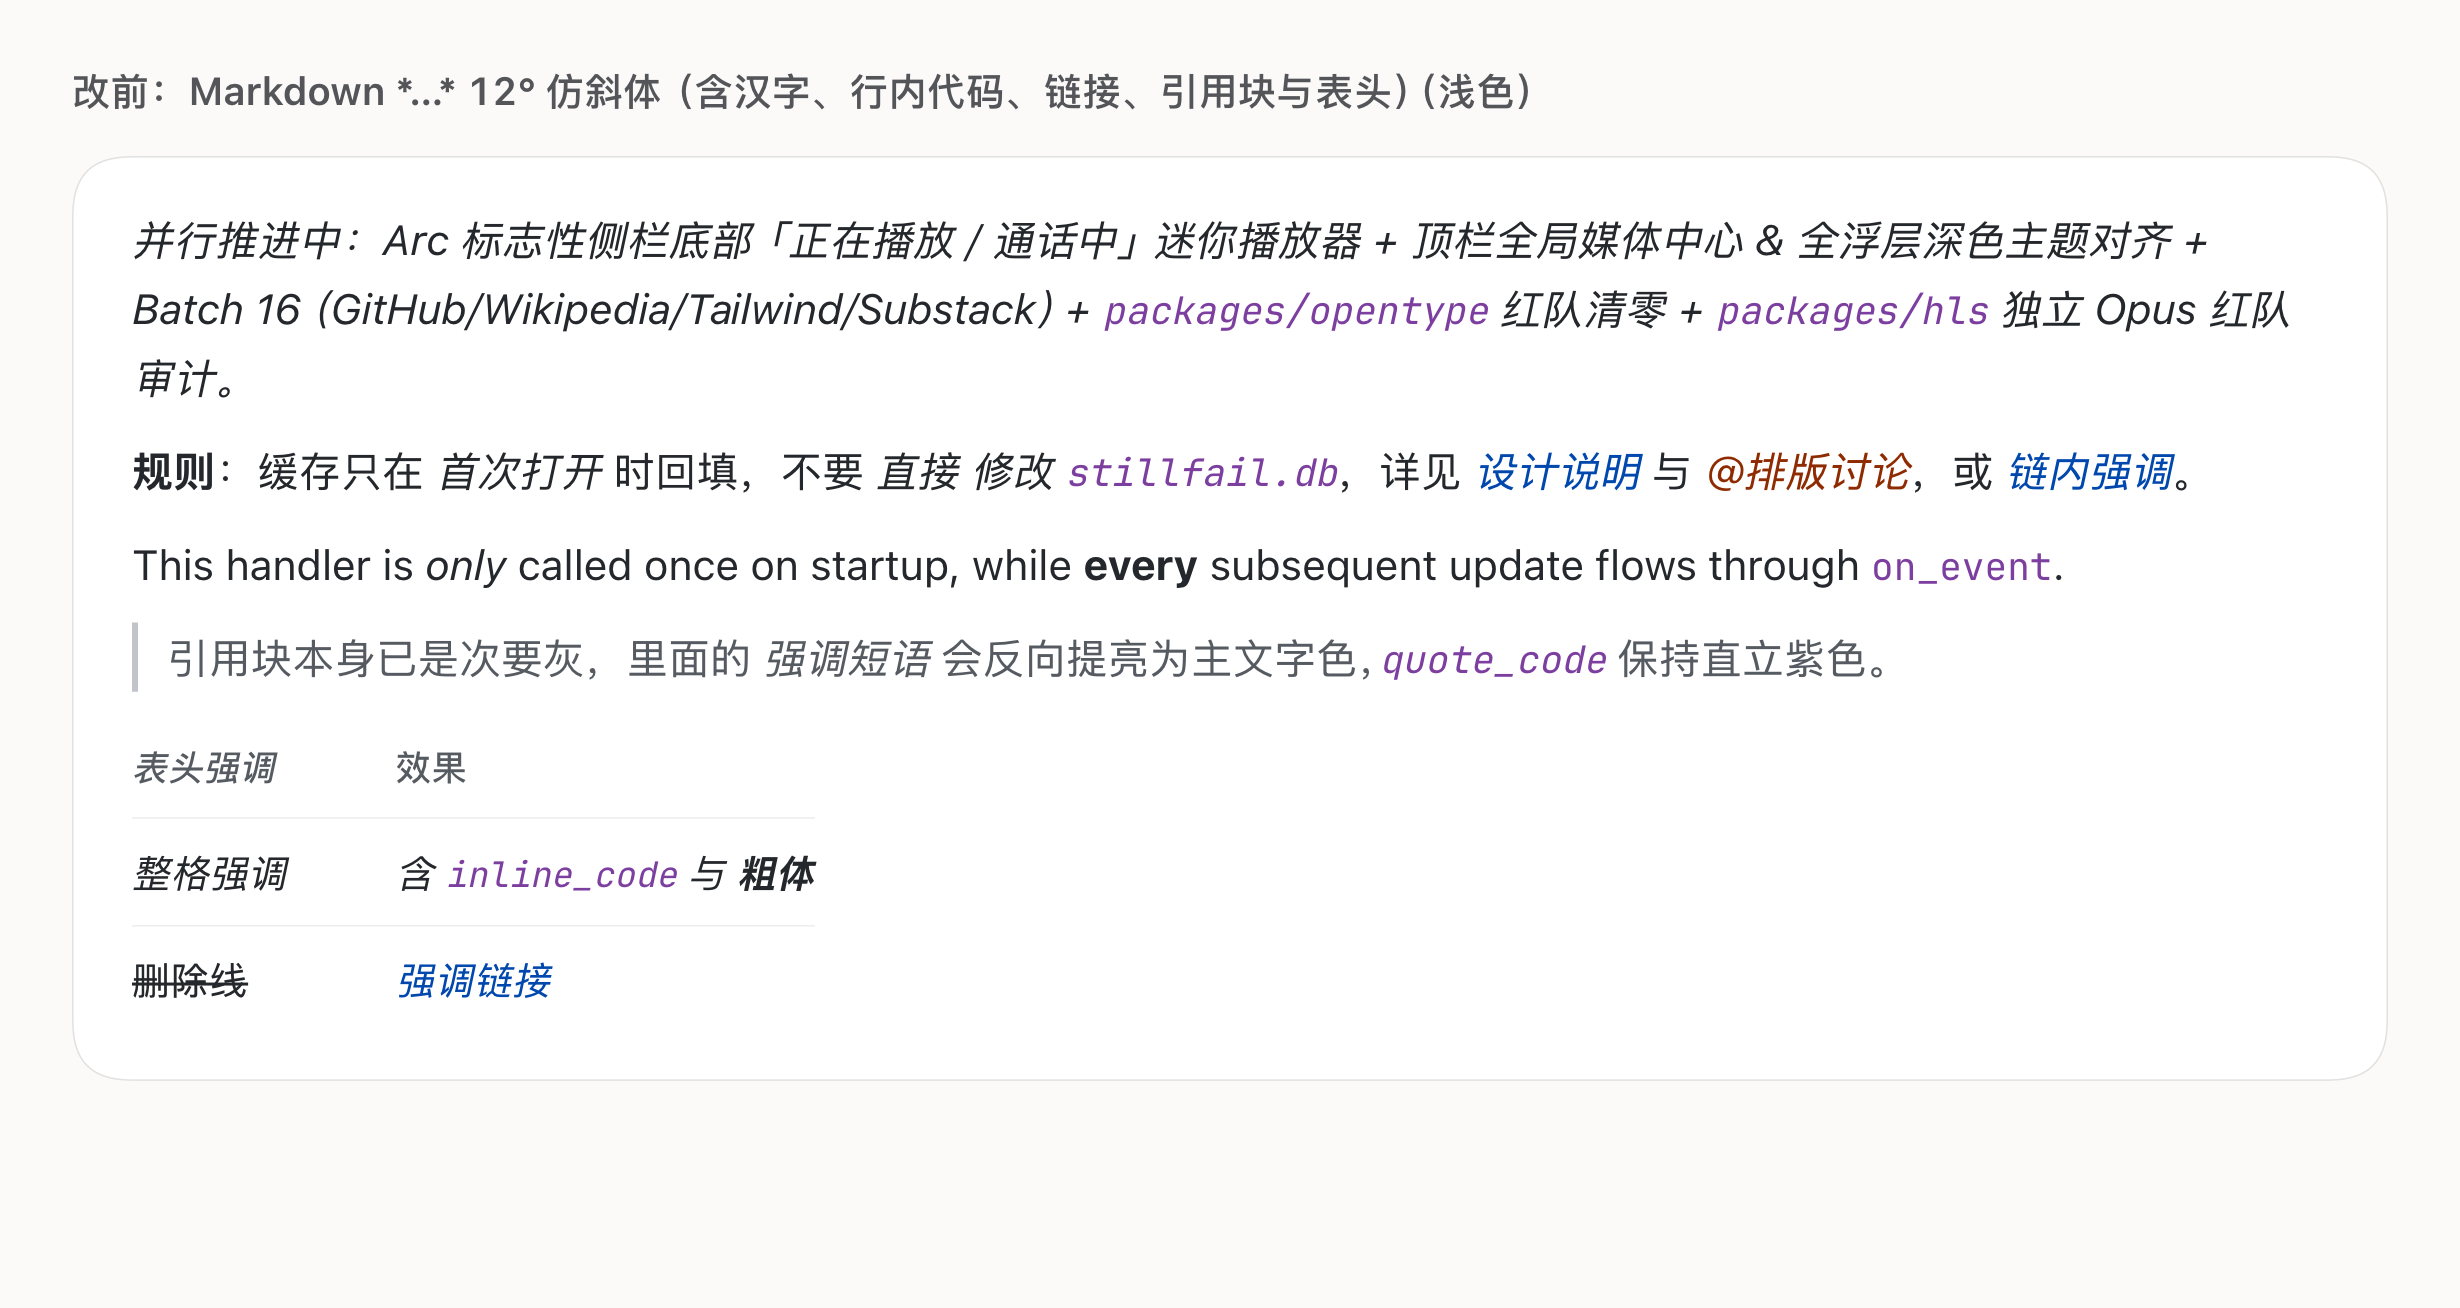 改前：Markdown *...* 12° 仿斜体（含汉字、行内代码、链接、引用块与表头）（浅色）
并行推进中：Arc 标志性侧栏底部「正在播放 / 通话中」迷你播放器 + 顶栏全局媒体中心 & 全浮层深色主题对齐 +
Batch 16 (GitHub/Wikipedia/Tailwind/Substack) + packages/opentype 红队清零 + packages/hls 独立 Opus 红队
审计。
规则：缓存只在 首次打开 时回填，不要 直接 修改 stillfail.db，详见 设计说明 与 @排版讨论，或 链内强调。
This handler is only called once on startup, while every subsequent update flows through on_event.
引用块本身已是次要灰，里面的 强调短语 会反向提亮为主文字色，quote_code 保持直立紫色。
表头强调 效果
整格强调 含 inline_code 与 粗体
删除线 强调链接